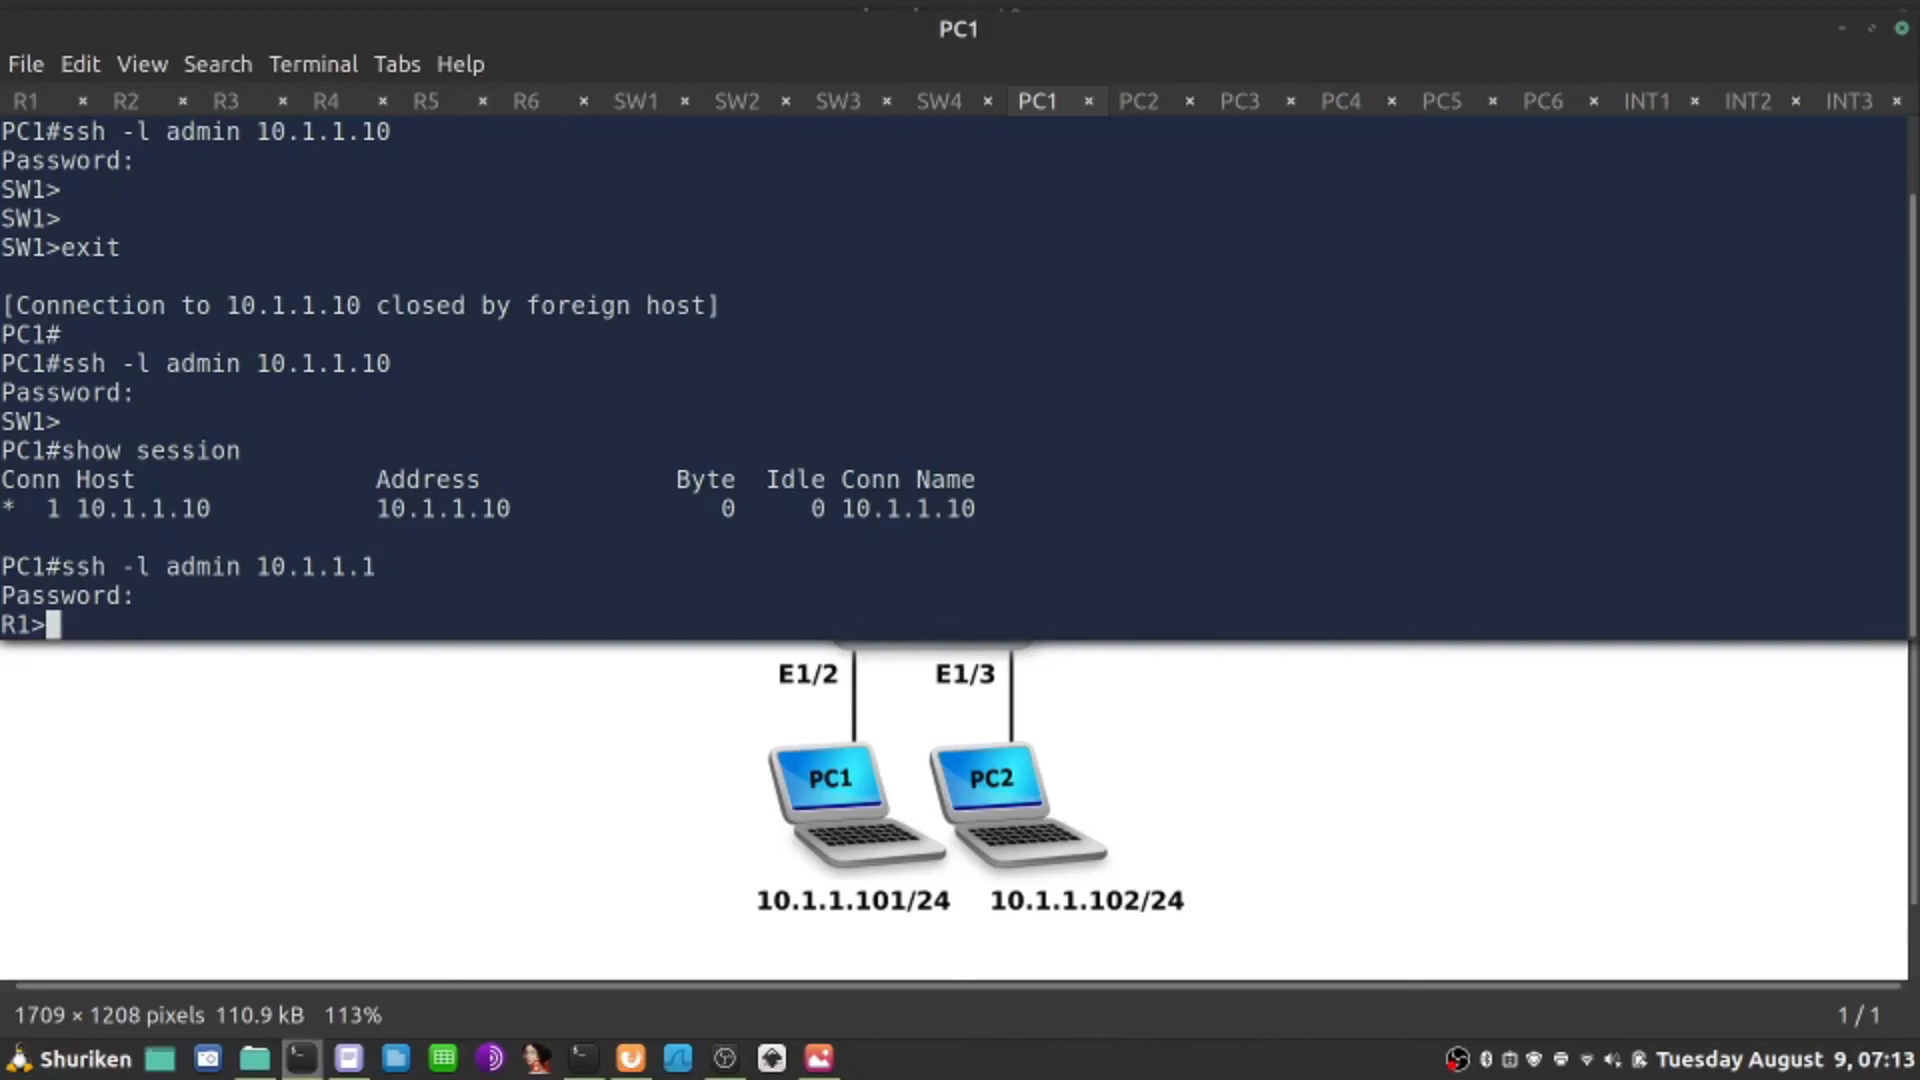 PC1
File Edit View Search Terminal Tabs Help
R1 × R2 × R3 × R4 × R5 × R6 × SW1 × SW2 × SW3 × SW4 × PC1 × PC2 × PC3 × PC4 × PC5 × PC6 × INT1 × INT2 × INT3 ×
PC1#ssh -l admin 10.1.1.10
Password:
SW1>
SW1>
SW1>exit
[Connection to 10.1.1.10 closed by foreign host]
PC1#
PC1#ssh -l admin 10.1.1.10
Password:
SW1>
PC1#show session
Conn Host Address Byte Idle Conn Name
* 1 10.1.1.10 10.1.1.10 0 0 10.1.1.10
PC1#ssh -l admin 10.1.1.1
Password:
R1>
E1/2 E1/3
PC1 PC2
10.1.1.101/24 10.1.1.102/24
1709 × 1208 pixels 110.9 kB 113% 1 / 1
Shuriken Tuesday August 9, 07:13